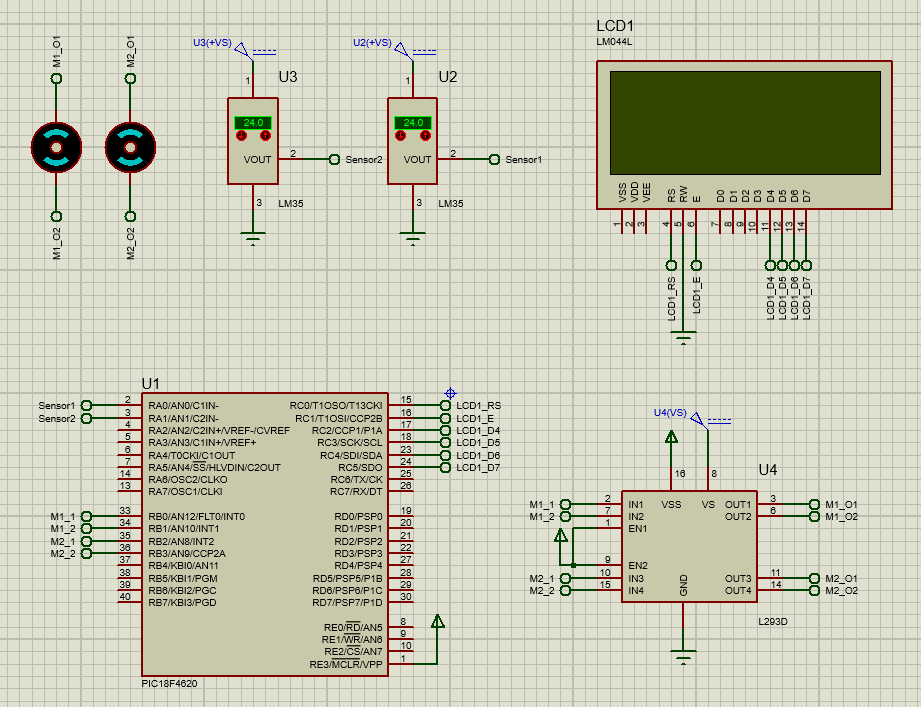 M1_O1
M2_O1
M1_O2
M2_O2
U3(+VS)
U3
1
24.0
VOUT
2
Sensor2
3
LM35
U2(+VS)
U2
1
24.0
VOUT
2
Sensor1
3
LM35
LCD1
LM044L
VSS VDD VEE RS RW E D0 D1 D2 D3 D4 D5 D6 D7
1 2 3 4 5 6 7 8 9 10 11 12 13 14
LCD1_RS
LCD1_E
LCD1_D4
LCD1_D5
LCD1_D6
LCD1_D7
U1
Sensor1 2 RA0/AN0/C1IN- RC0/T1OSO/T13CKI 15 LCD1_RS
Sensor2 3 RA1/AN1/C2IN- RC1/T1OSI/CCP2B 16 LCD1_E
4 RA2/AN2/C2IN+/VREF-/CVREF RC2/CCP1/P1A 17 LCD1_D4
5 RA3/AN3/C1IN+/VREF+ RC3/SCK/SCL 18 LCD1_D5
6 RA4/T0CKI/C1OUT RC4/SDI/SDA 23 LCD1_D6
7 RA5/AN4/SS/HLVDIN/C2OUT RC5/SDO 24 LCD1_D7
14 RA6/OSC2/CLKO RC6/TX/CK 25
13 RA7/OSC1/CLKI RC7/RX/DT 26
M1_1 33 RB0/AN12/FLT0/INT0 RD0/PSP0 19
M1_2 34 RB1/AN10/INT1 RD1/PSP1 20
M2_1 35 RB2/AN8/INT2 RD2/PSP2 21
M2_2 36 RB3/AN9/CCP2A RD3/PSP3 22
37 RB4/KBI0/AN11 RD4/PSP4 27
38 RB5/KBI1/PGM RD5/PSP5/P1B 28
39 RB6/KBI2/PGC RD6/PSP6/P1C 29
40 RB7/KBI3/PGD RD7/PSP7/P1D 30
RE0/RD/AN5 8
RE1/WR/AN6 9
RE2/CS/AN7 10
RE3/MCLR/VPP 1
PIC18F4620
U4(VS)
16 8 U4
M1_1 2 IN1 VSS VS OUT1 3 M1_O1
M1_2 7 IN2 OUT2 6 M1_O2
1 EN1
9 EN2
M2_1 10 IN3 OUT3 11 M2_O1
M2_2 15 IN4 GND OUT4 14 M2_O2
L293D